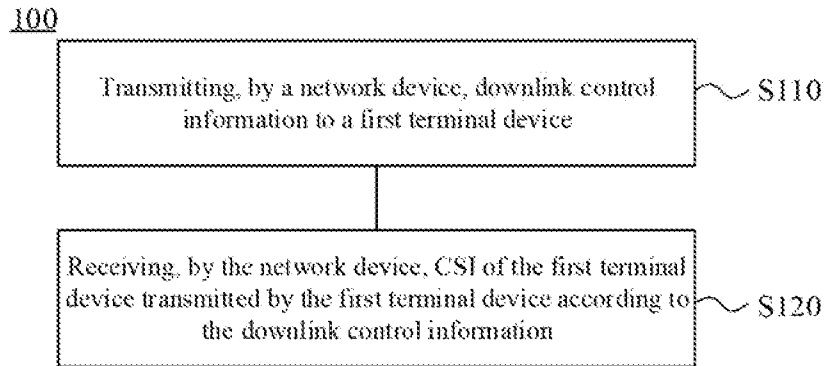 100
Transmitting, by a network device, downlink control
information to a first terminal device
S110
Receiving, by the network device, CSI of the first terminal
device transmitted by the first terminal device according to
the downlink control information
S120